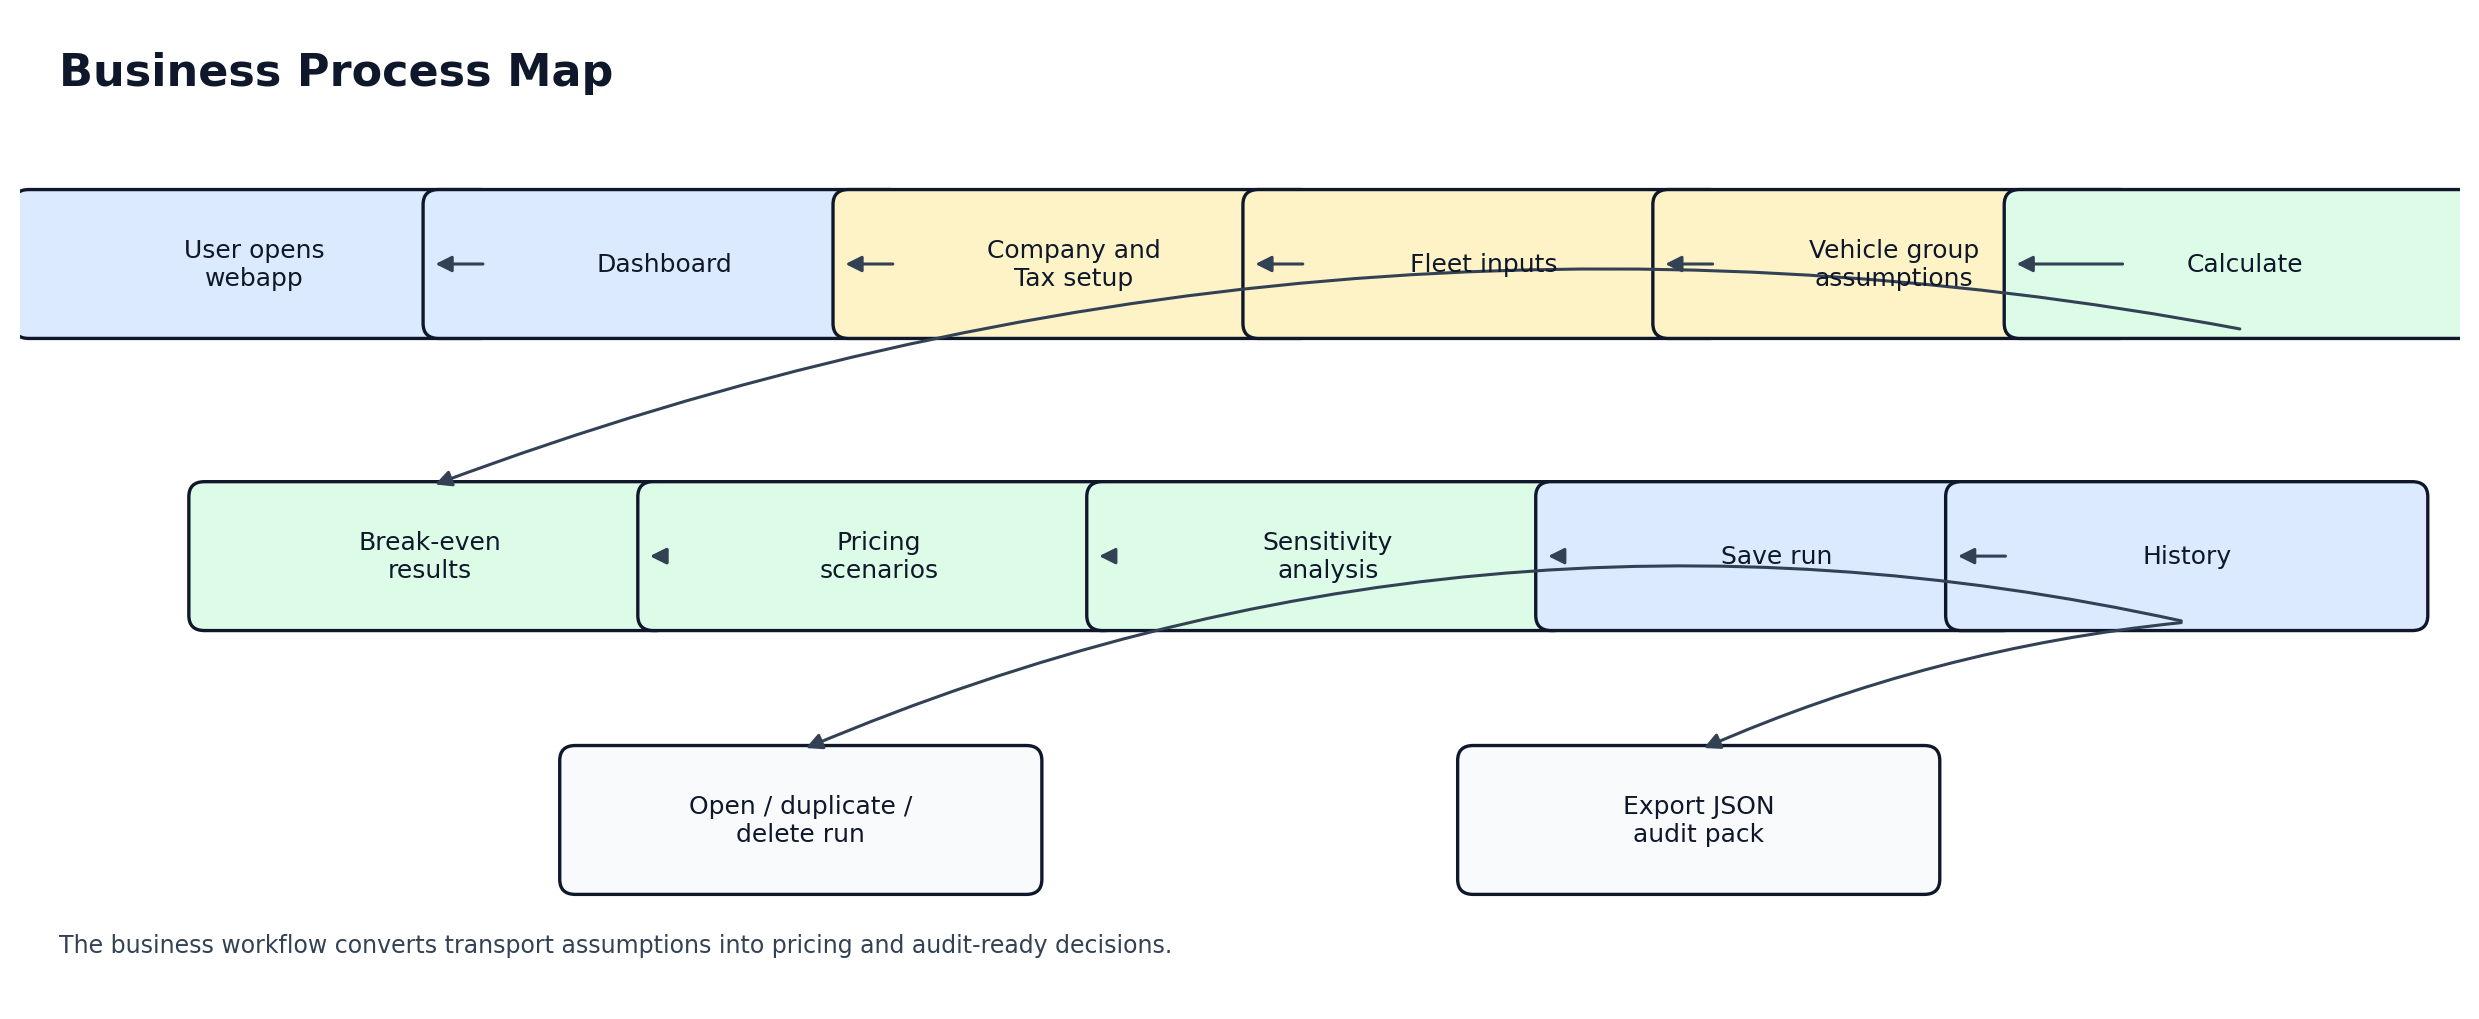 Business Process Map
User opens
webapp
Dashboard
Company and
Tax setup
Fleet inputs
Vehicle group
assumptions
Calculate
Break-even
results
Pricing
scenarios
Sensitivity
analysis
Save run
History
Open / duplicate /
delete run
Export JSON
audit pack
The business workflow converts transport assumptions into pricing and audit-ready decisions.